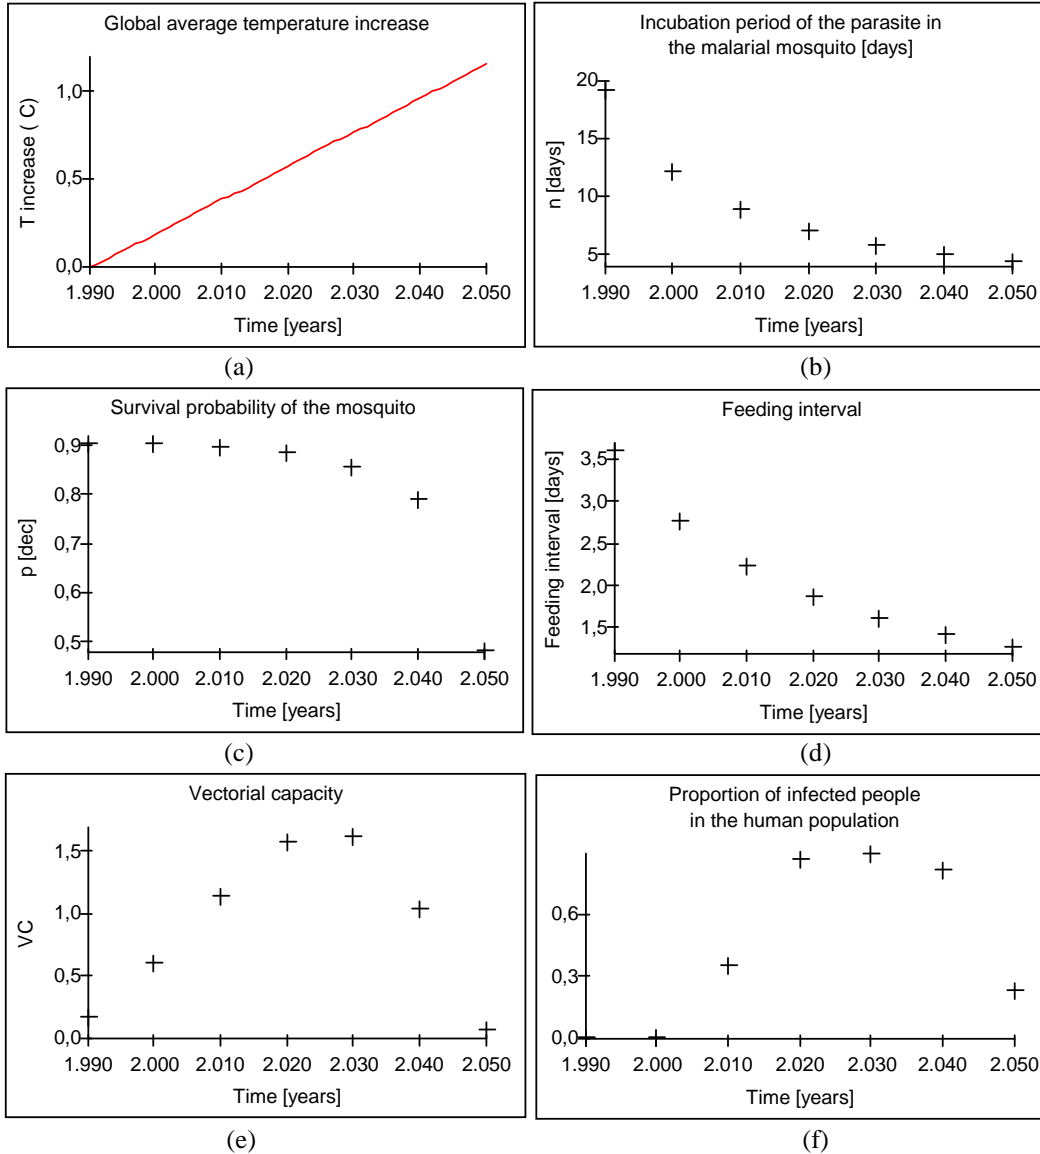 Global average temperature increase
T increase ( C)
1,0
0,5
0,0
1.990 2.000 2.010 2.020 2.030 2.040 2.050
Time [years]
(a)
Incubation period of the parasite in
the malarial mosquito [days]
n [days]
20
15
10
5
1.990 2.000 2.010 2.020 2.030 2.040 2.050
Time [years]
(b)
Survival probability of the mosquito
p [dec]
0,9
0,8
0,7
0,6
0,5
1.990 2.000 2.010 2.020 2.030 2.040 2.050
Time [years]
(c)
Feeding interval
Feeding interval [days]
3,5
3,0
2,5
2,0
1,5
1.990 2.000 2.010 2.020 2.030 2.040 2.050
Time [years]
(d)
Vectorial capacity
VC
1,5
1,0
0,5
0,0
1.990 2.000 2.010 2.020 2.030 2.040 2.050
Time [years]
(e)
Proportion of infected people
in the human population
0,6
0,3
0,0
1.990 2.000 2.010 2.020 2.030 2.040 2.050
Time [years]
(f)